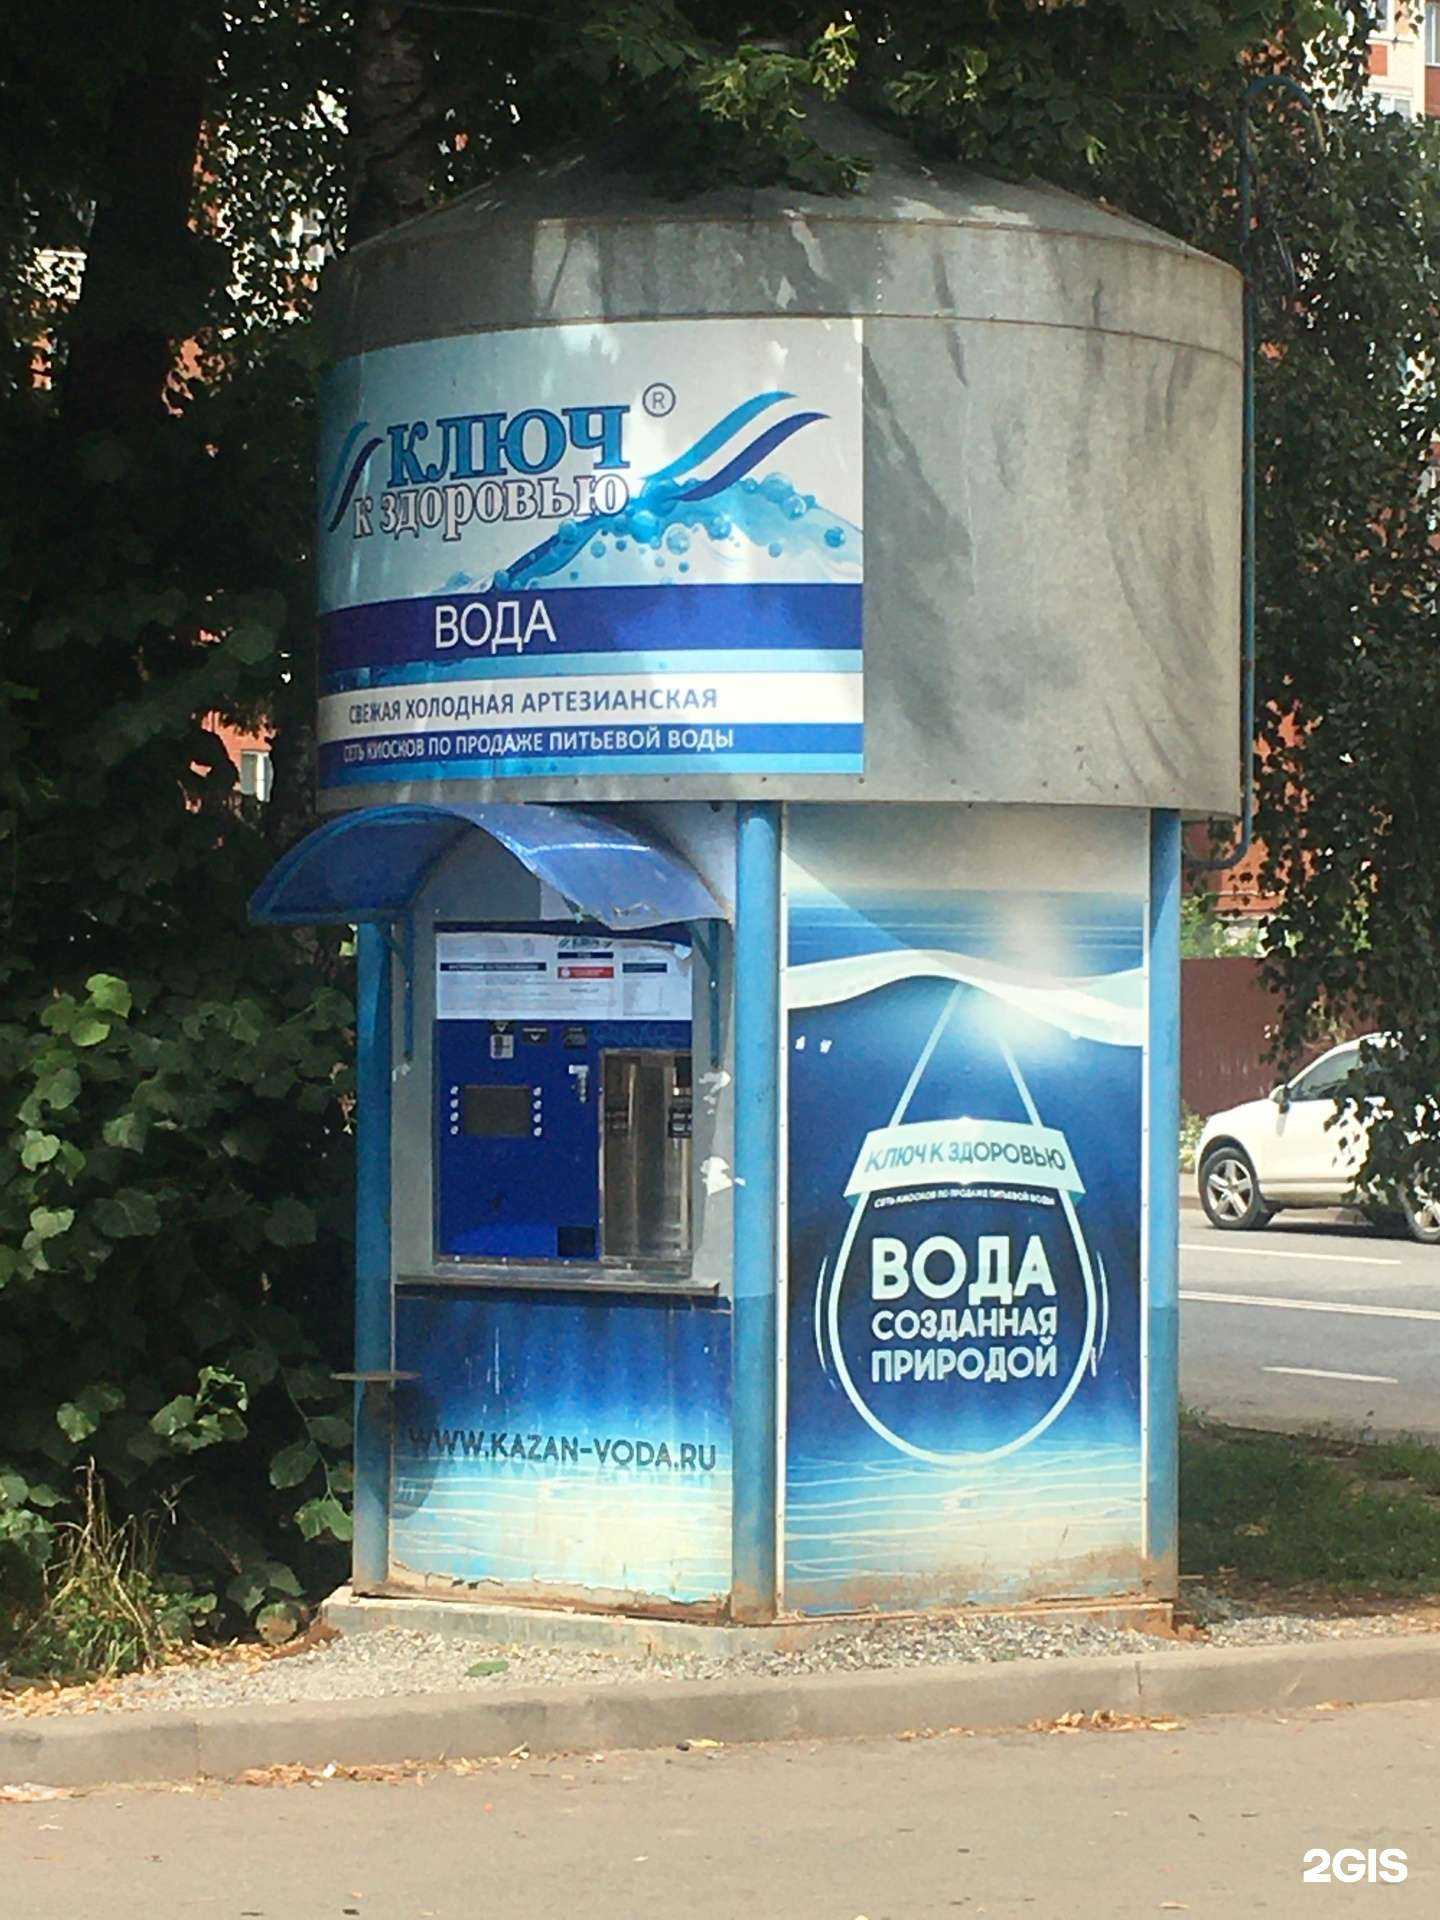 КЛЮЧ ®
К ЗДОРОВЬЮ
ВОДА
СВЕЖАЯ ХОЛОДНАЯ АРТЕЗИАНСКАЯ
СЕТЬ КИОСКОВ ПО ПРОДАЖЕ ПИТЬЕВОЙ ВОДЫ
КЛЮЧ
WWW.KAZAN-VODA.RU
КЛЮЧ К ЗДОРОВЬЮ
СЕТЬ КИОСКОВ ПО ПРОДАЖЕ ПИТЬЕВОЙ ВОДЫ
ВОДА
СОЗДАННАЯ
ПРИРОДОЙ
2GIS